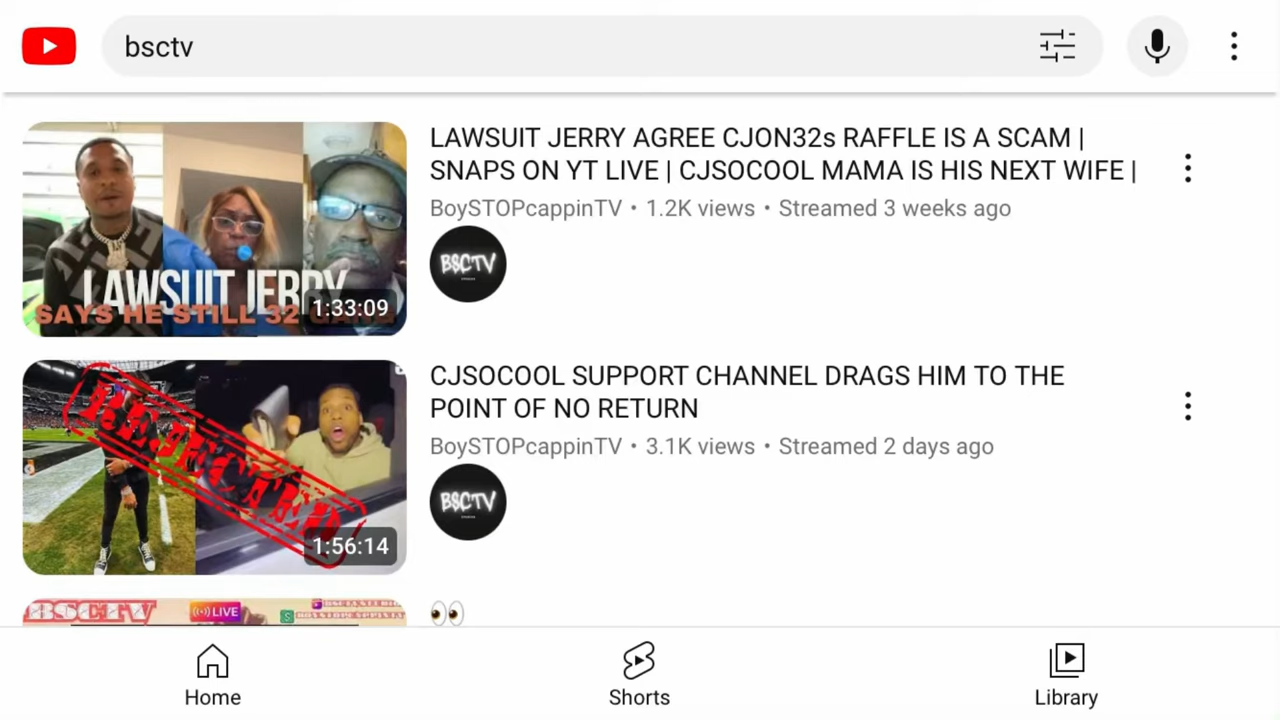 bsctv
LAWSUIT JERRY AGREE CJON32s RAFFLE IS A SCAM |
SNAPS ON YT LIVE | CJSOCOOL MAMA IS HIS NEXT WIFE |
BoySTOPcappinTV • 1.2K views • Streamed 3 weeks ago
BSCTV
LAWSUIT JERRY
SAYS HE STILL 32
1:33:09
CJSOCOOL SUPPORT CHANNEL DRAGS HIM TO THE
POINT OF NO RETURN
BoySTOPcappinTV • 3.1K views • Streamed 2 days ago
BSCTV
1:56:14
BSCTV
LIVE
👀
Home
Shorts
Library